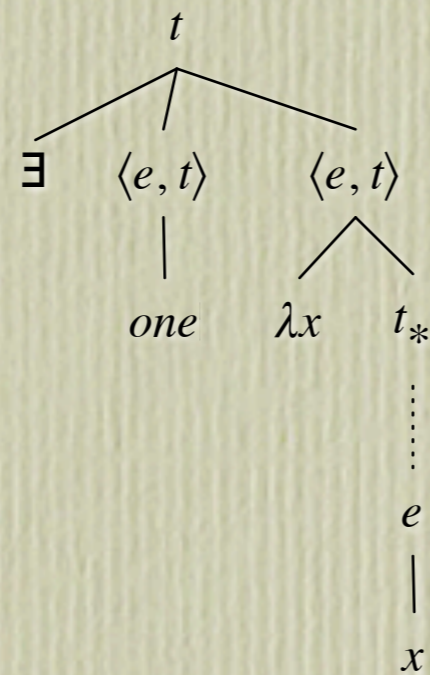 t
∃ ⟨e, t⟩ ⟨e, t⟩
one λx t*
e
x